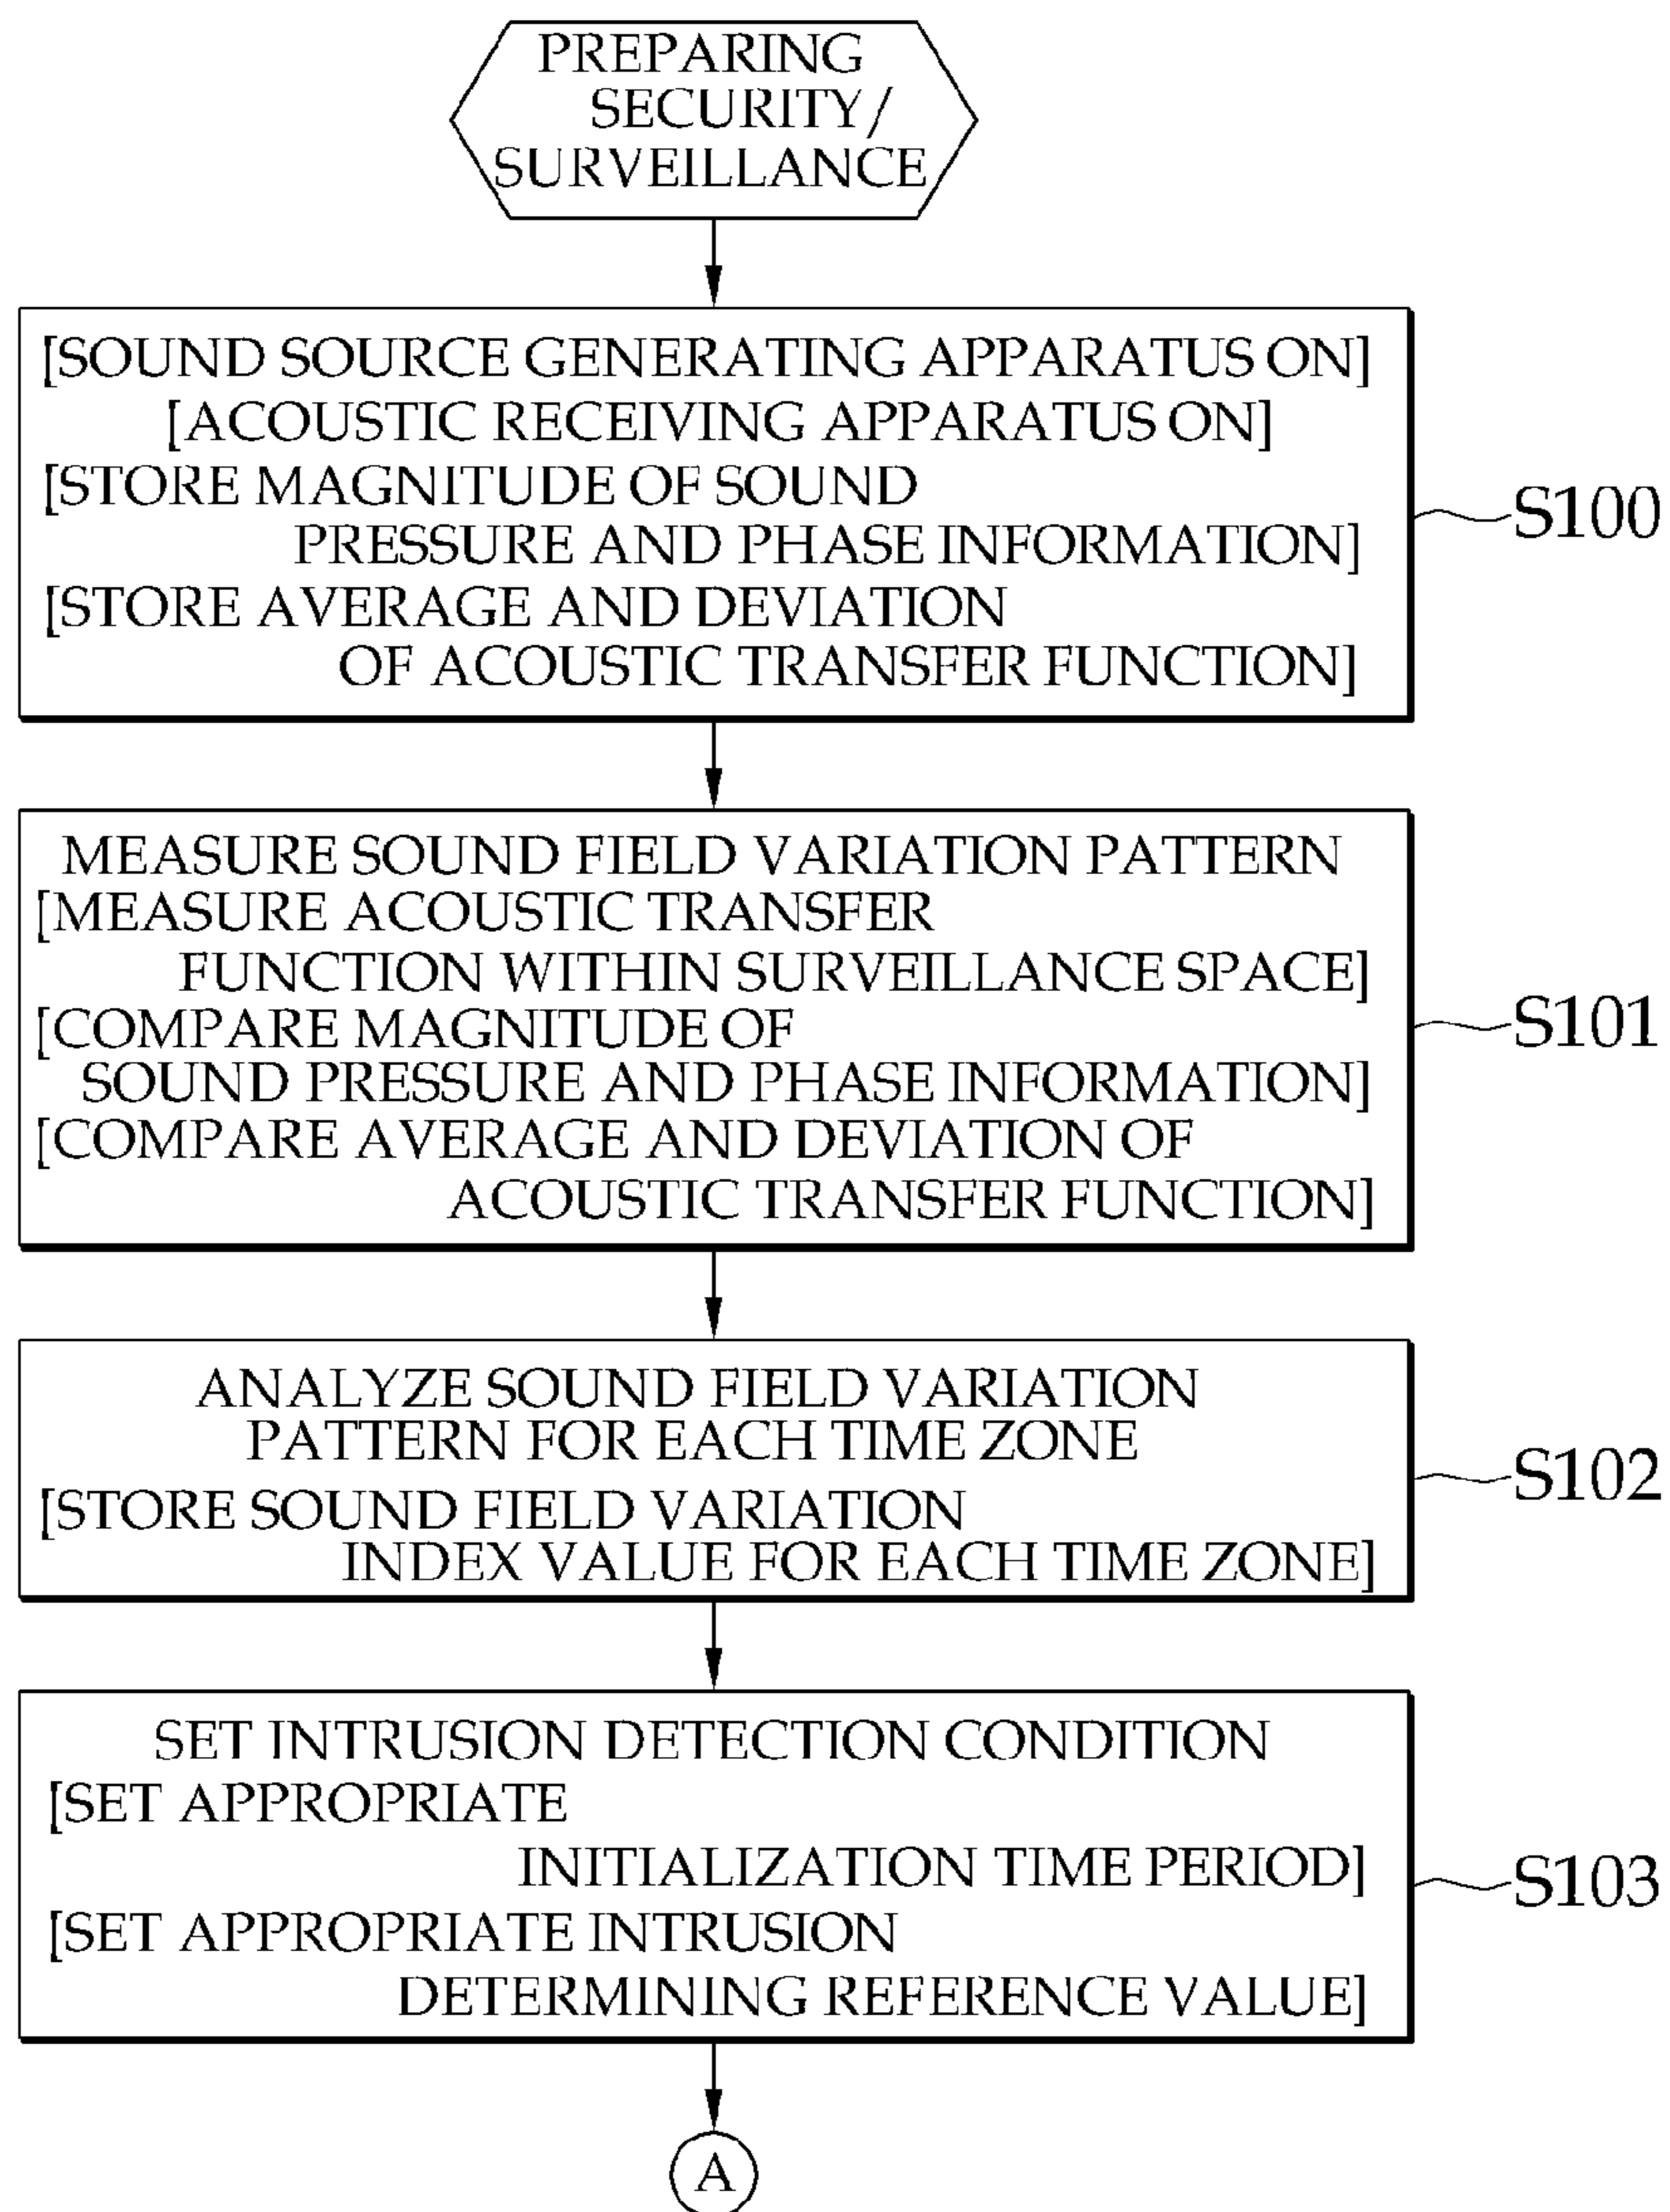 PREPARING
SECURITY/
SURVEILLANCE
[SOUND SOURCE GENERATING APPARATUS ON]
[ACOUSTIC RECEIVING APPARATUS ON]
[STORE MAGNITUDE OF SOUND
PRESSURE AND PHASE INFORMATION]
[STORE AVERAGE AND DEVIATION
OF ACOUSTIC TRANSFER FUNCTION]
S100
MEASURE SOUND FIELD VARIATION PATTERN
[MEASURE ACOUSTIC TRANSFER
FUNCTION WITHIN SURVEILLANCE SPACE]
[COMPARE MAGNITUDE OF
SOUND PRESSURE AND PHASE INFORMATION]
[COMPARE AVERAGE AND DEVIATION OF
ACOUSTIC TRANSFER FUNCTION]
S101
ANALYZE SOUND FIELD VARIATION
PATTERN FOR EACH TIME ZONE
[STORE SOUND FIELD VARIATION
INDEX VALUE FOR EACH TIME ZONE]
S102
SET INTRUSION DETECTION CONDITION
[SET APPROPRIATE
INITIALIZATION TIME PERIOD]
[SET APPROPRIATE INTRUSION
DETERMINING REFERENCE VALUE]
S103
A